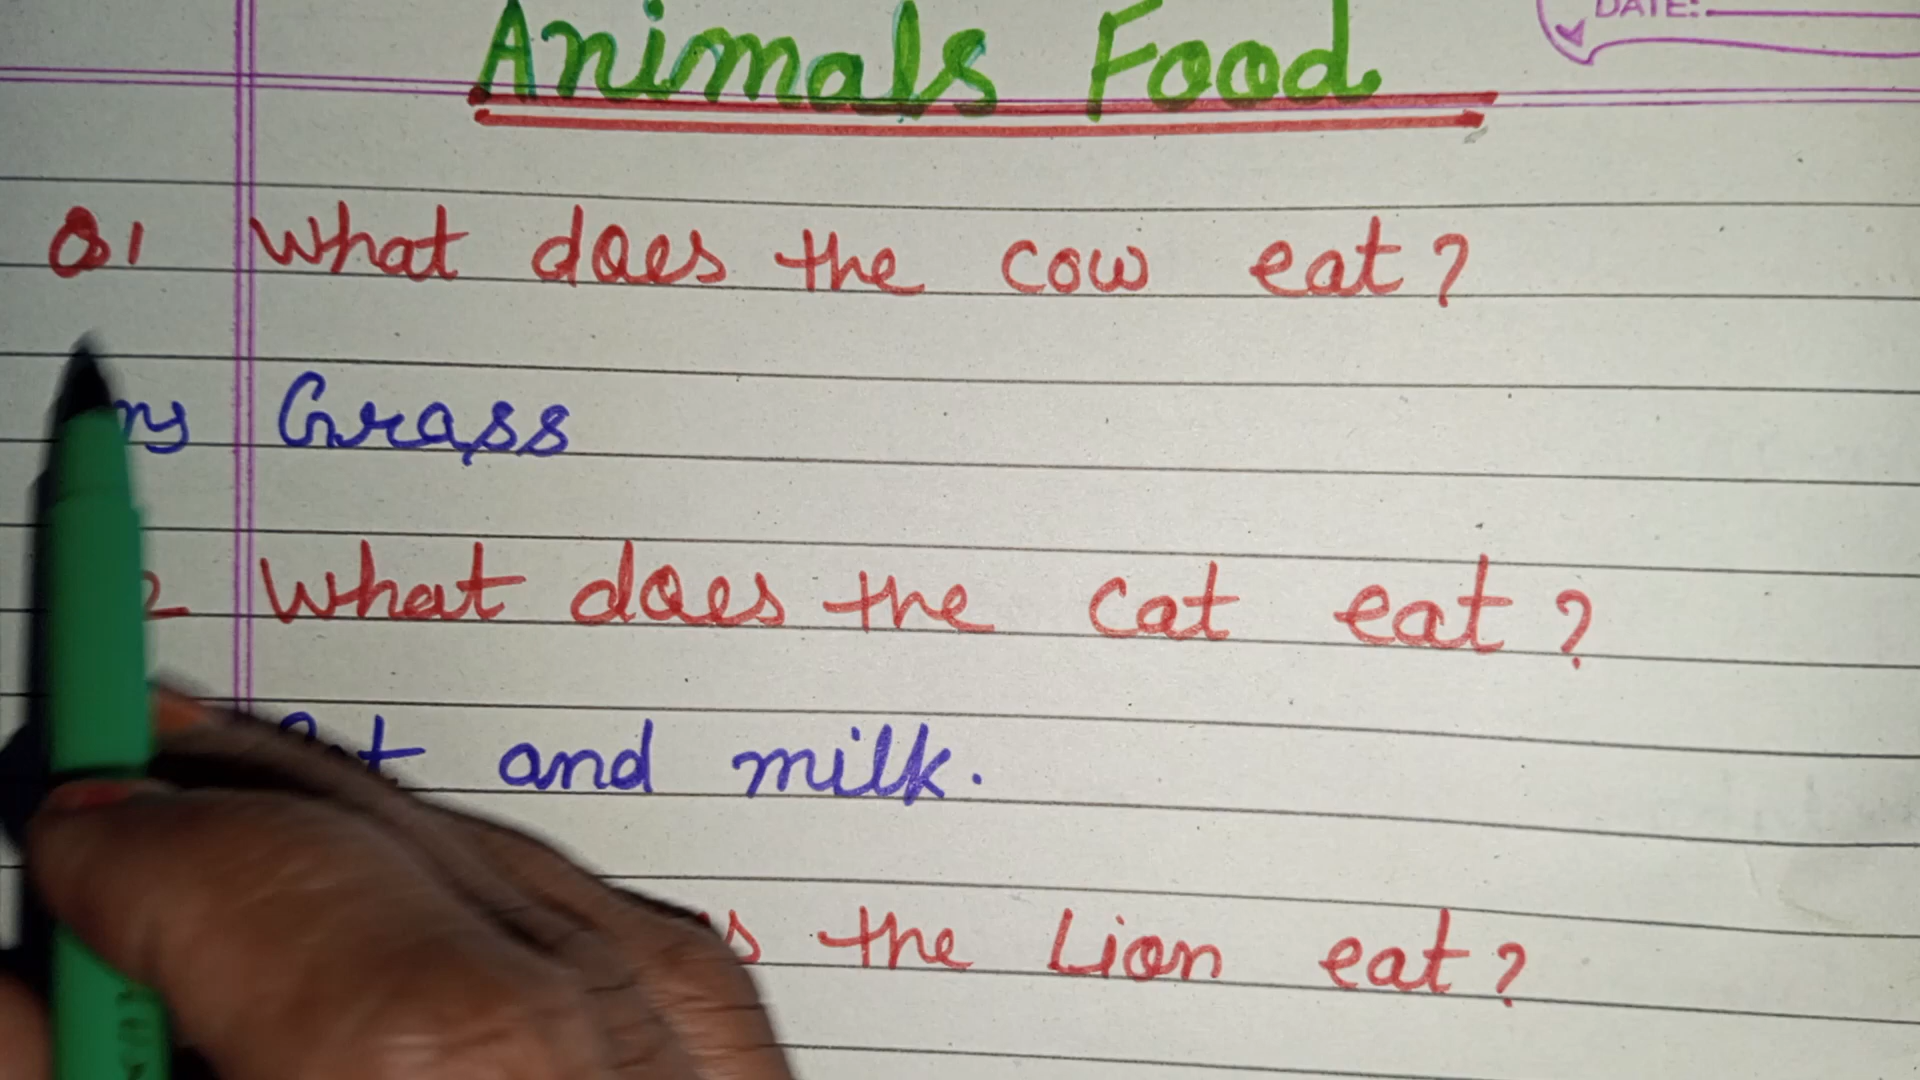 DATE:
Animals Food
Q1 What does the cow eat?
Grass
2 What does the cat eat?
and milk.
the Lion eat?